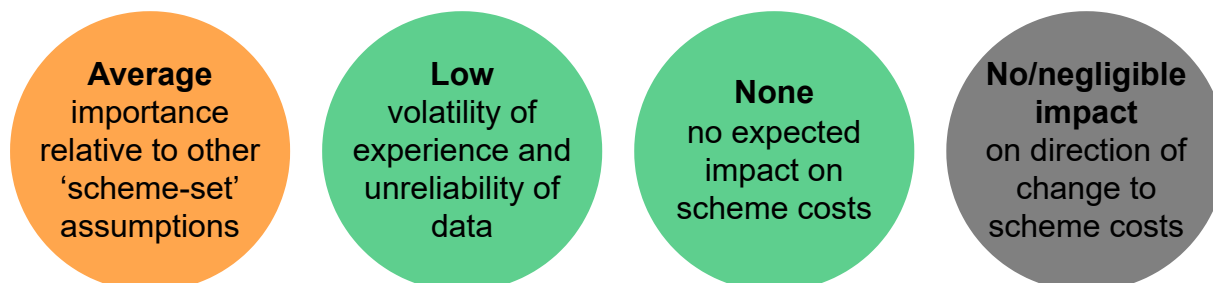 Average
importance
relative to other
‘scheme-set’
assumptions
Low
volatility of
experience and
unreliability of
data
None
no expected
impact on
scheme costs
No/negligible
impact
on direction of
change to
scheme costs